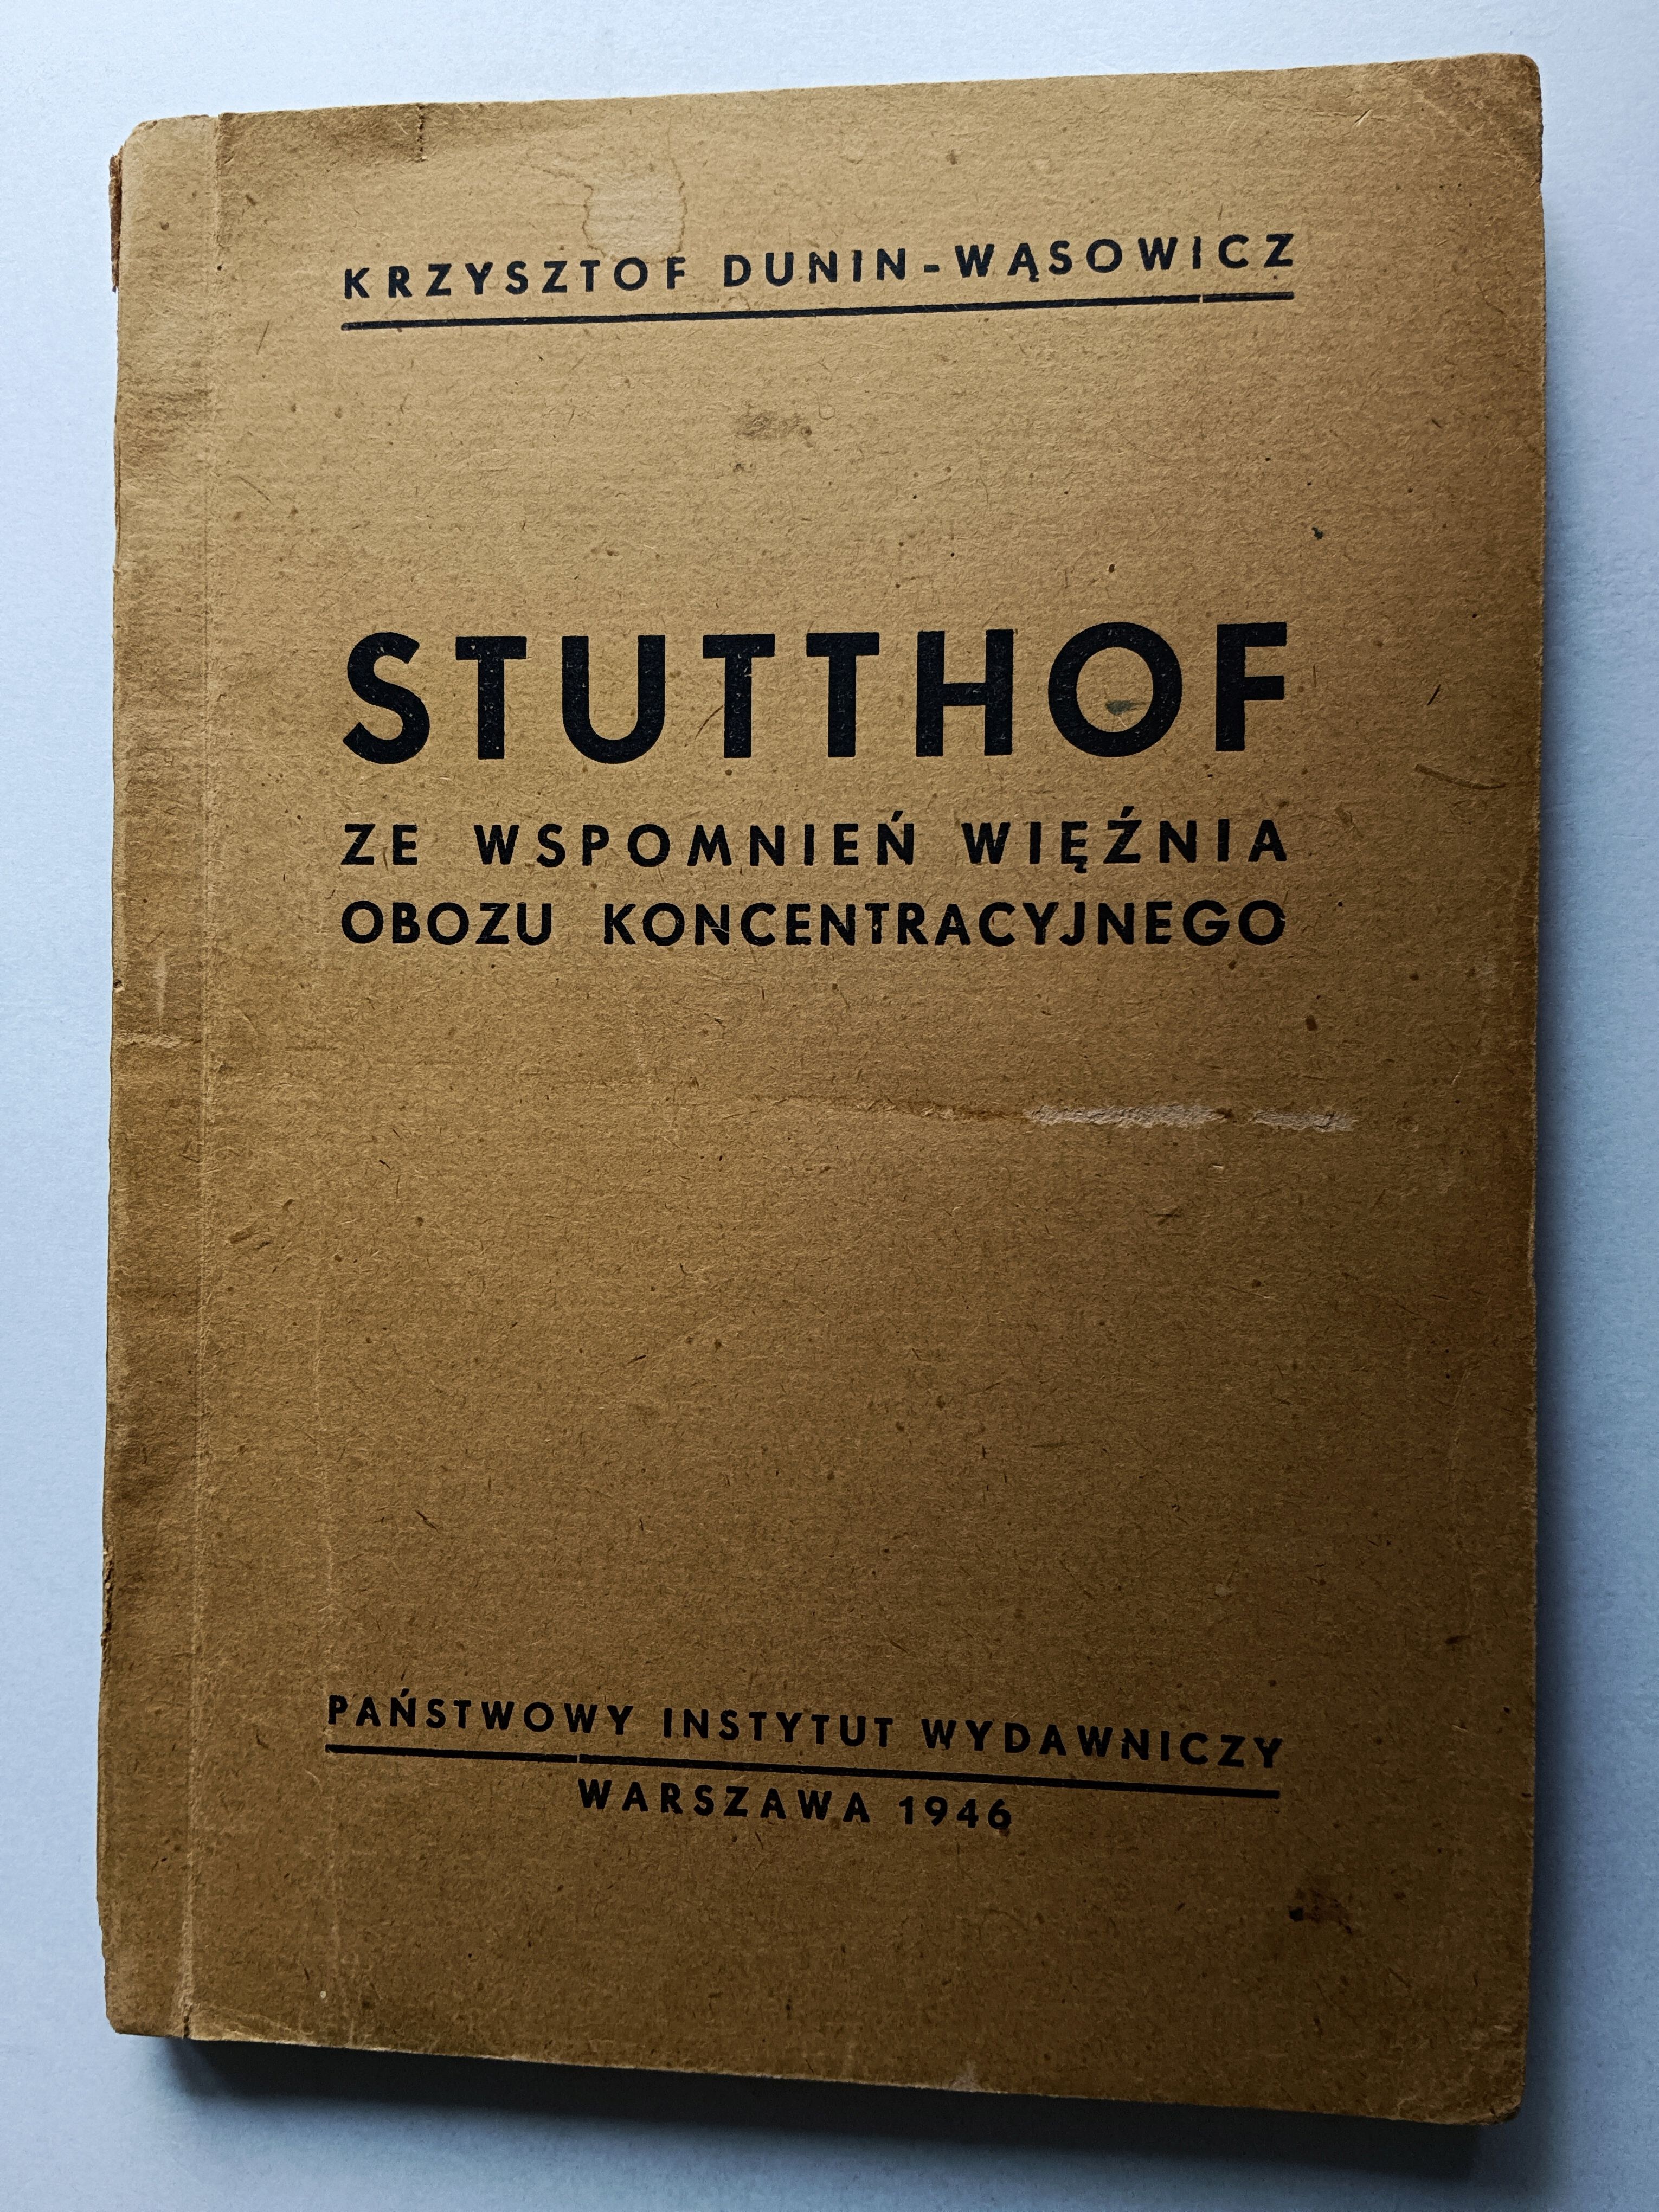 KRZYSZTOF DUNIN-WĄSOWICZ
STUTTHOF
ZE WSPOMNIEŃ WIĘŹNIA
OBOZU KONCENTRACYJNEGO
PAŃSTWOWY INSTYTUT WYDAWNICZY
WARSZAWA 1946